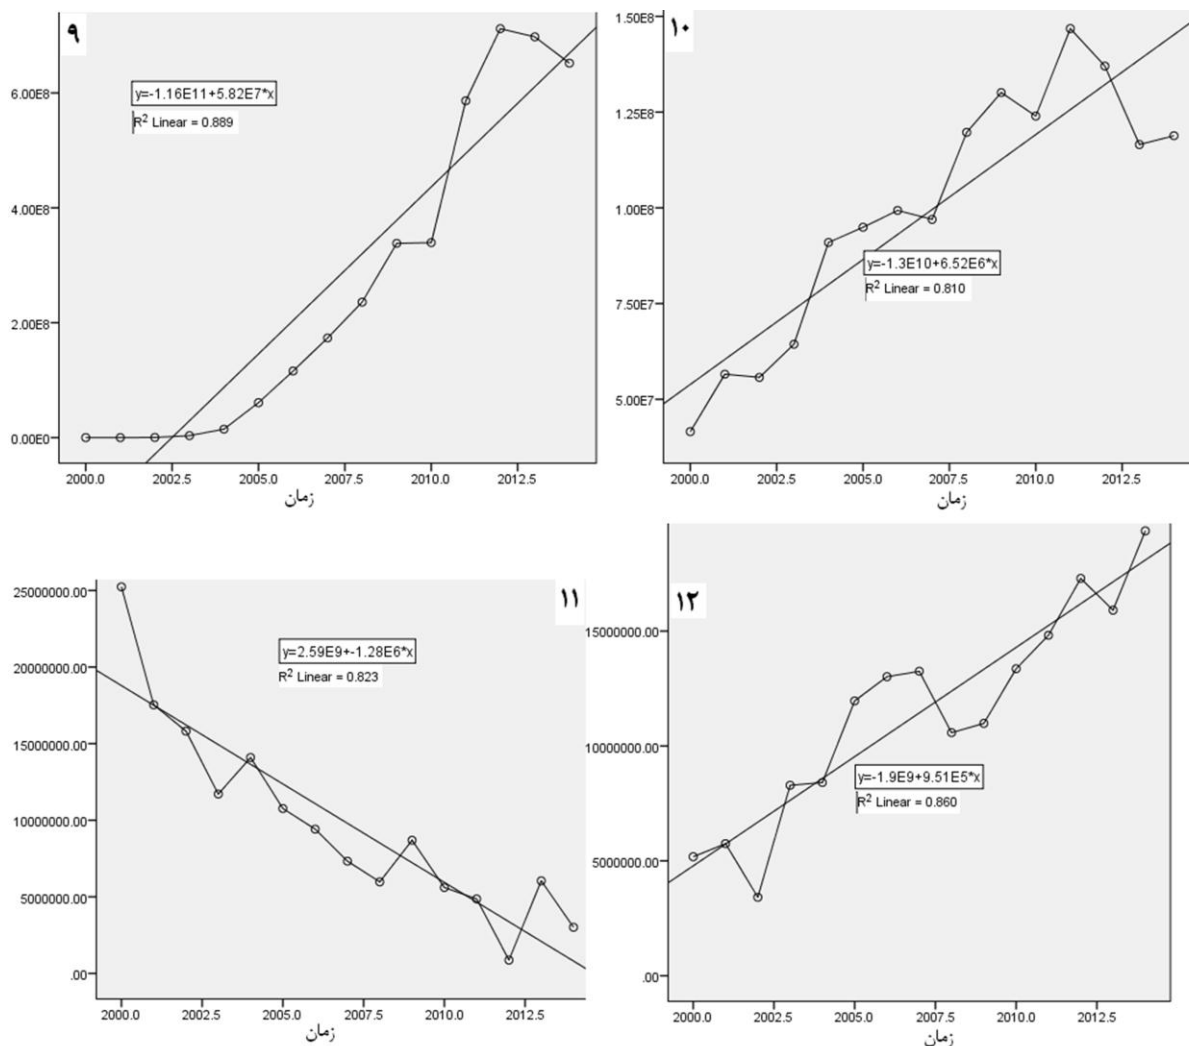 ۹
6.00E8
4.00E8
2.00E8
0.00E0
y=-1.16E11+5.82E7*x
R² Linear = 0.889
2000.0 2002.5 2005.0 2007.5 2010.0 2012.5
زمان
۱۰
1.50E8
1.25E8
1.00E8
7.50E7
5.00E7
y=-1.3E10+6.52E6*x
R² Linear = 0.810
2000.0 2002.5 2005.0 2007.5 2010.0 2012.5
زمان
۱۱
25000000.00
20000000.00
15000000.00
10000000.00
5000000.00
.00
y=2.59E9+-1.28E6*x
R² Linear = 0.823
2000.0 2002.5 2005.0 2007.5 2010.0 2012.5
زمان
۱۲
15000000.00
10000000.00
5000000.00
.00
y=-1.9E9+9.51E5*x
R² Linear = 0.860
2000.0 2002.5 2005.0 2007.5 2010.0 2012.5
زمان